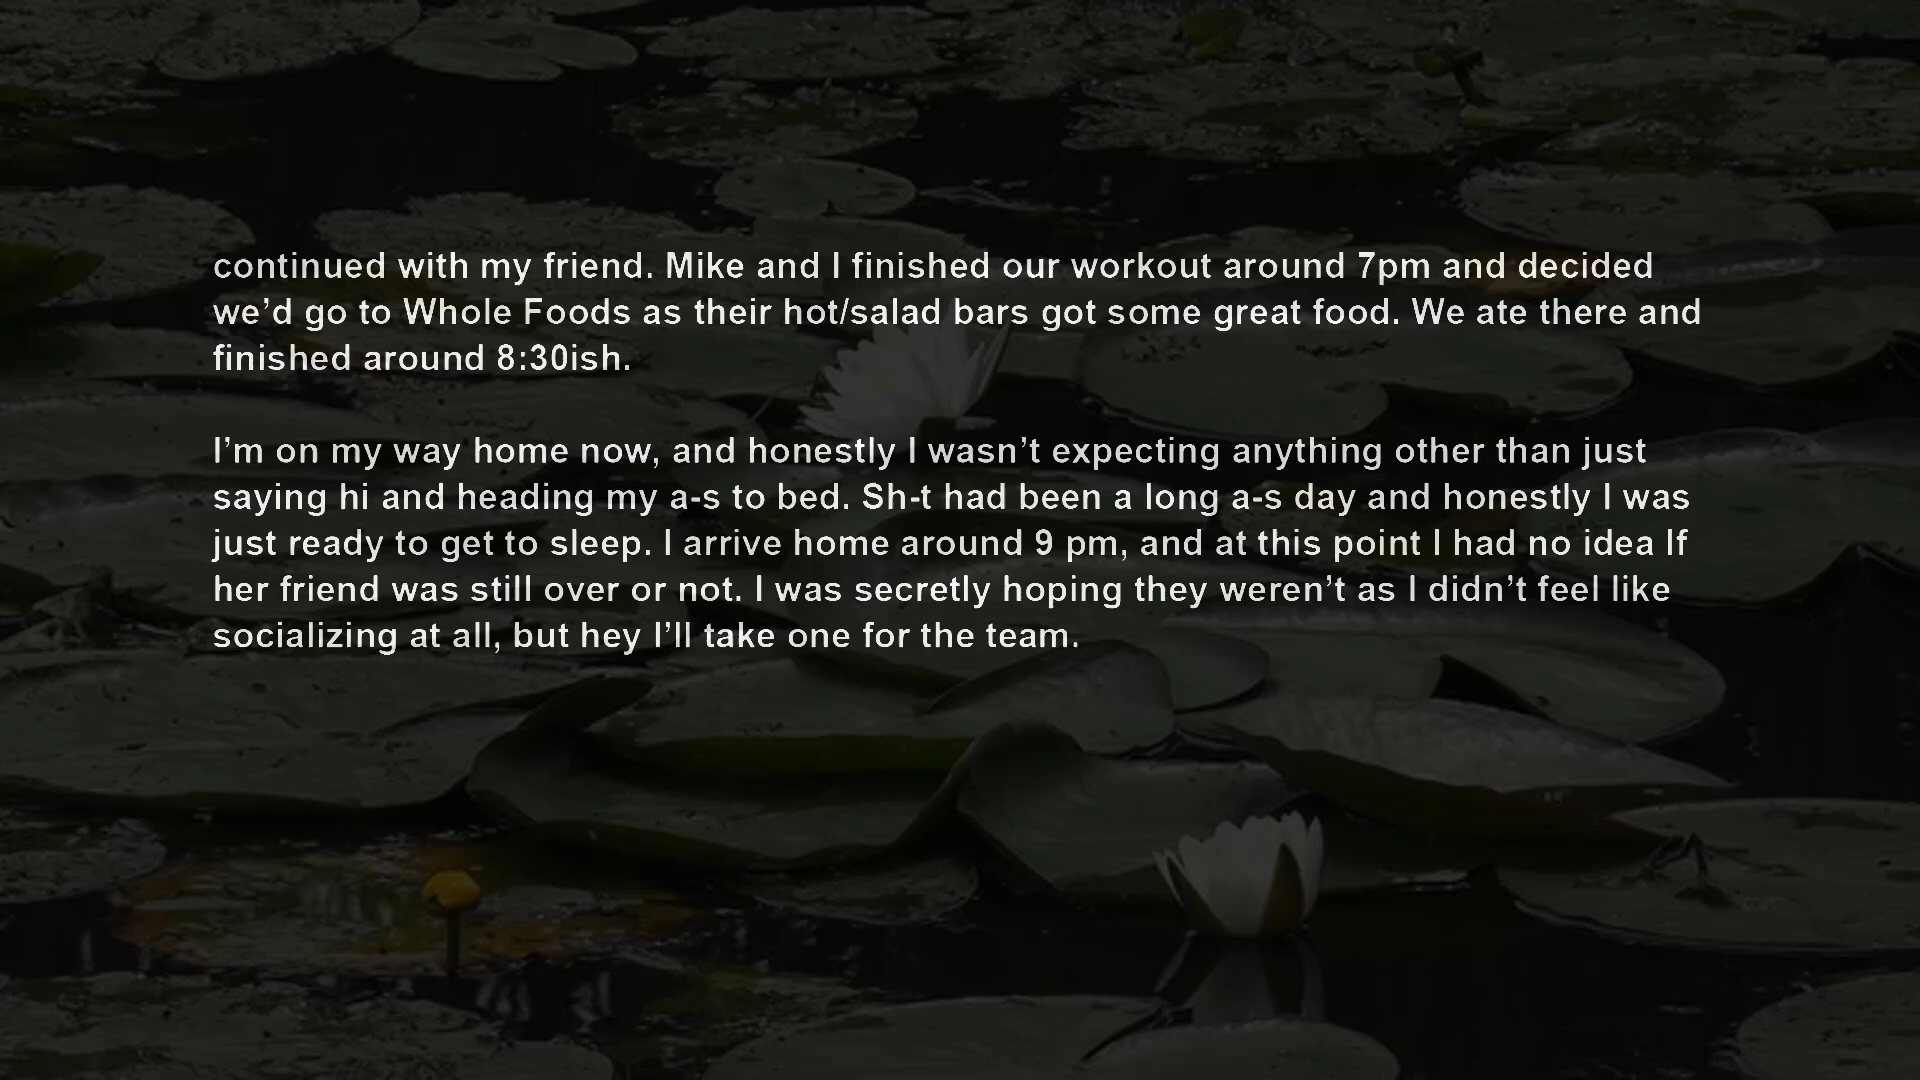 continued with my friend. Mike and I finished our workout around 7pm and decided
we’d go to Whole Foods as their hot/salad bars got some great food. We ate there and
finished around 8:30ish.
I’m on my way home now, and honestly I wasn’t expecting anything other than just
saying hi and heading my a-s to bed. Sh-t had been a long a-s day and honestly I was
just ready to get to sleep. I arrive home around 9 pm, and at this point I had no idea If
her friend was still over or not. I was secretly hoping they weren’t as I didn’t feel like
socializing at all, but hey I’ll take one for the team.